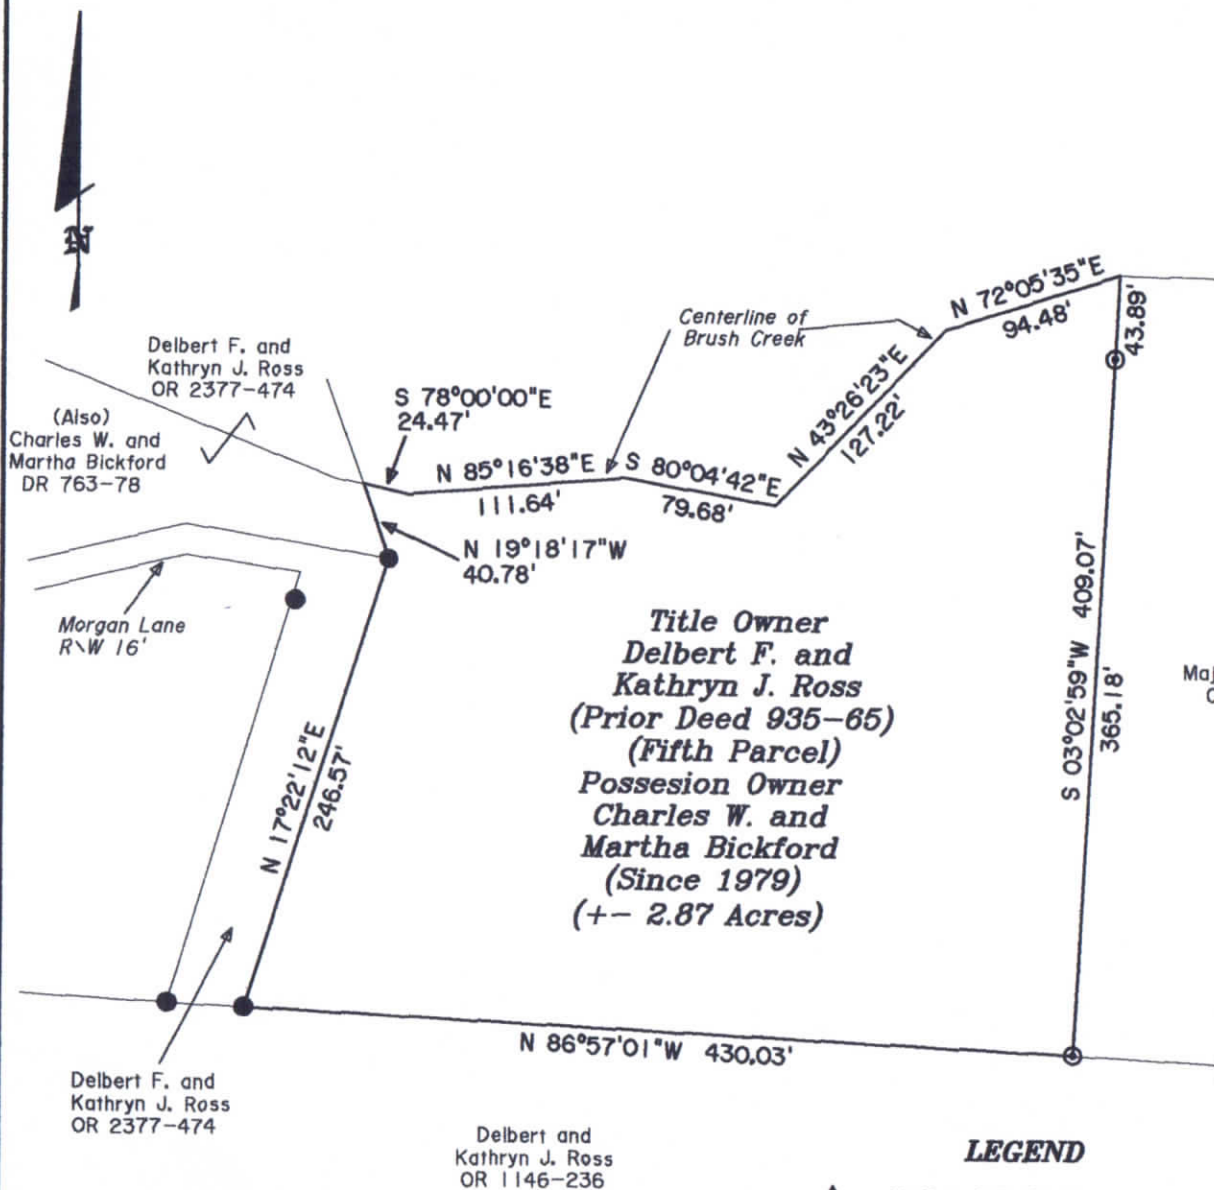 N
N 72°05'35"E
94.48'
43.89'
Centerline of
Brush Creek
Delbert F. and
Kathryn J. Ross
OR 2377-474
S 78°00'00"E
24.47'
N 43°26'23"E
127.22'
(Also)
Charles W. and
Martha Bickford
DR 763-78
N 85°16'38"E
111.64'
S 80°04'42"E
79.68'
N 19°18'17"W
40.78'
Morgan Lane
R\W 16'
Title Owner
Delbert F. and
Kathryn J. Ross
(Prior Deed 935-65)
(Fifth Parcel)
Possesion Owner
Charles W. and
Martha Bickford
(Since 1979)
(+- 2.87 Acres)
S 03°02'59"W 409.07'
365.18'
Maj
N 17°22'12"E
246.57'
N 86°57'01"W 430.03'
Delbert F. and
Kathryn J. Ross
OR 2377-474
Delbert and
Kathryn J. Ross
OR 1146-236
LEGEND